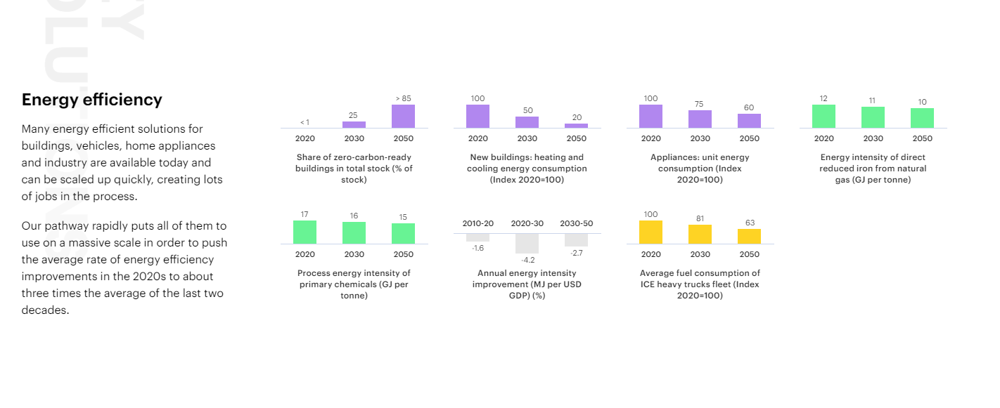 Energy efficiency
Many energy efficient solutions for
buildings, vehicles, home appliances
and industry are available today and
can be scaled up quickly, creating lots
of jobs in the process.
Our pathway rapidly puts all of them to
use on a massive scale in order to push
the average rate of energy efficiency
improvements in the 2020s to about
three times the average of the last two
decades.
< 1 25 > 85
2020 2030 2050
Share of zero-carbon-ready
buildings in total stock (% of
stock)
100 50 20
2020 2030 2050
New buildings: heating and
cooling energy consumption
(Index 2020=100)
100 75 60
2020 2030 2050
Appliances: unit energy
consumption (Index
2020=100)
12 11 10
2020 2030 2050
Energy intensity of direct
reduced iron from natural
gas (GJ per tonne)
17 16 15
2020 2030 2050
Process energy intensity of
primary chemicals (GJ per
tonne)
2010-20 2020-30 2030-50
-1.6 -4.2 -2.7
Annual energy intensity
improvement (MJ per USD
GDP) (%)
100 81 63
2020 2030 2050
Average fuel consumption of
ICE heavy trucks fleet (Index
2020=100)